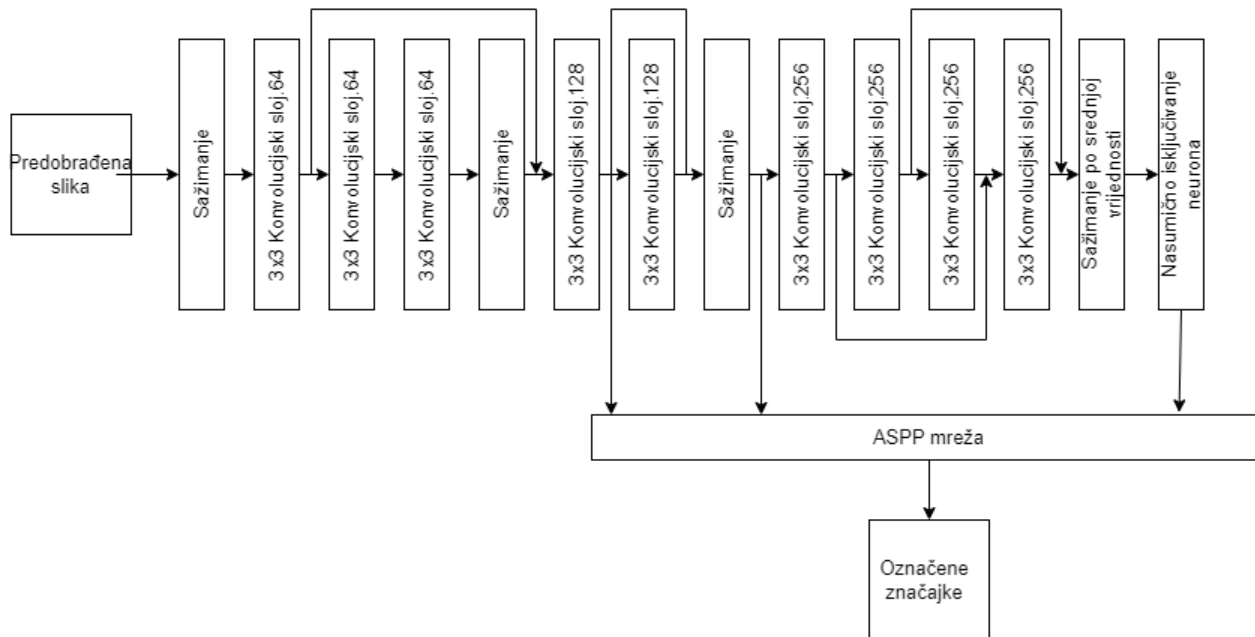 Predobrađena
slika
Sažimanje
3x3 Konvolucijski sloj.64
3x3 Konvolucijski sloj.64
3x3 Konvolucijski sloj.64
Sažimanje
3x3 Konvolucijski sloj.128
3x3 Konvolucijski sloj.128
Sažimanje
3x3 Konvolucijski sloj.256
3x3 Konvolucijski sloj.256
3x3 Konvolucijski sloj.256
3x3 Konvolucijski sloj.256
Sažimanje po srednjoj
vrijednosti
Nasumično isključivanje
neurona
ASPP mreža
Označene
značajke